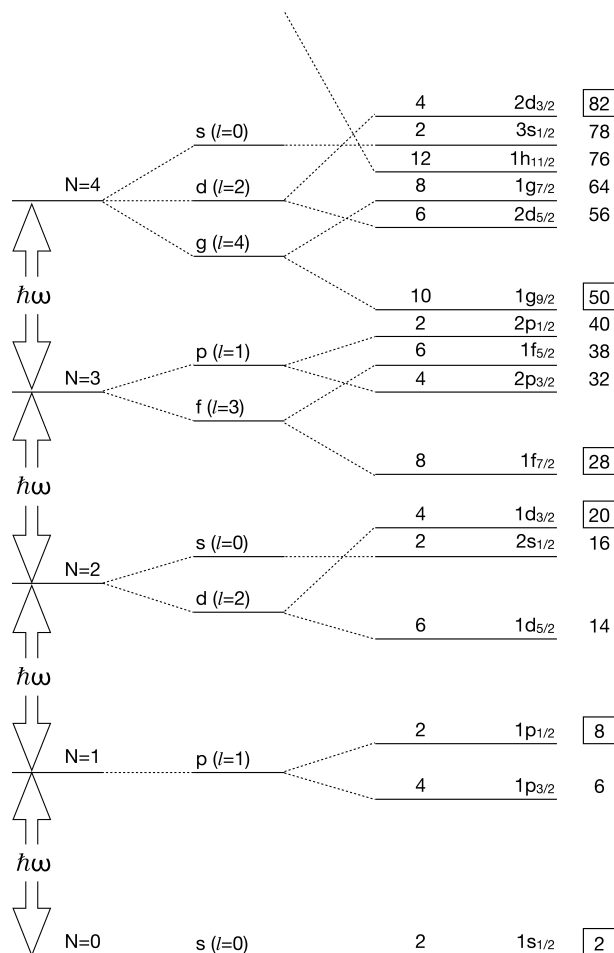 4 2d3/2 82
s (l=0) 2 3s1/2 78
12 1h11/2 76
N=4 d (l=2) 8 1g7/2 64
6 2d5/2 56
g (l=4)
ħω 10 1g9/2 50
2 2p1/2 40
p (l=1) 6 1f5/2 38
N=3 4 2p3/2 32
f (l=3)
8 1f7/2 28
ħω
4 1d3/2 20
s (l=0) 2 2s1/2 16
N=2
d (l=2)
6 1d5/2 14
ħω
2 1p1/2 8
N=1 p (l=1)
4 1p3/2 6
ħω
N=0 s (l=0) 2 1s1/2 2